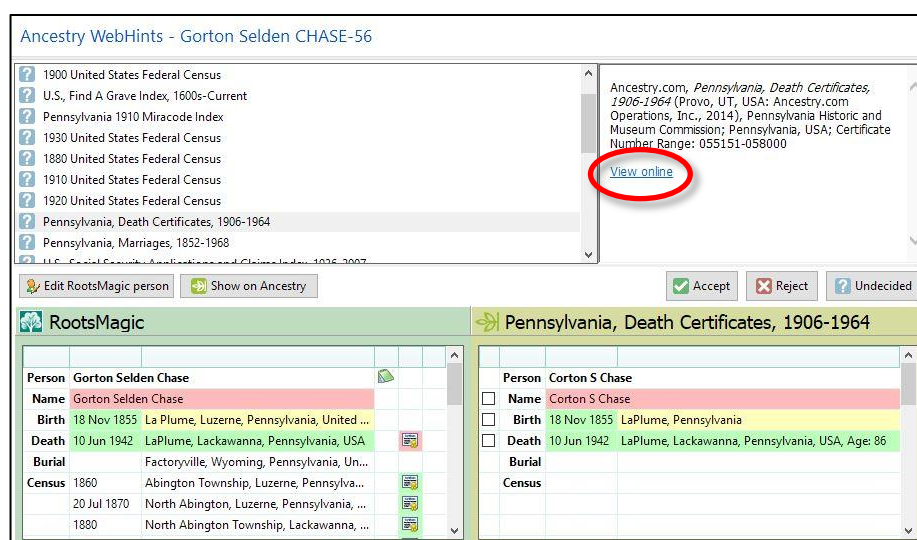 Ancestry WebHints - Gorton Selden CHASE-56
1900 United States Federal Census
U.S., Find A Grave Index, 1600s-Current
Pennsylvania 1910 Miracode Index
1930 United States Federal Census
1880 United States Federal Census
1910 United States Federal Census
1920 United States Federal Census
Pennsylvania, Death Certificates, 1906-1964
Pennsylvania, Marriages, 1852-1968
U.S., Social Security Applications and Claims Index, 1936-2007
Ancestry.com, Pennsylvania, Death Certificates,
1906-1964 (Provo, UT, USA: Ancestry.com
Operations, Inc., 2014), Pennsylvania Historic and
Museum Commission; Pennsylvania, USA; Certificate
Number Range: 055151-058000
View online
Edit RootsMagic person Show on Ancestry Accept Reject Undecided
RootsMagic
Person Gorton Selden Chase
Name Gorton Selden Chase
Birth 18 Nov 1855 La Plume, Luzerne, Pennsylvania, United ...
Death 10 Jun 1942 LaPlume, Lackawanna, Pennsylvania, USA
Burial Factoryville, Wyoming, Pennsylvania, Un...
Census 1860 Abington Township, Luzerne, Pennsylva...
20 Jul 1870 North Abington, Luzerne, Pennsylvania, ...
1880 North Abington Township, Lackawanna, ...
Pennsylvania, Death Certificates, 1906-1964
Person Corton S Chase
Name Corton S Chase
Birth 18 Nov 1855 LaPlume, Pennsylvania
Death 10 Jun 1942 LaPlume, Lackawanna, Pennsylvania, USA, Age: 86
Burial
Census